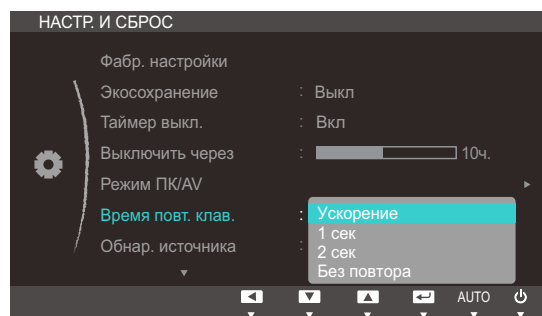 НАСТР. И СБРОС
Фабр. настройки
Экосохранение : Выкл
Таймер выкл. : Вкл
Выключить через : 10ч.
Режим ПК/AV
Время повт. клав. : Ускорение
1 сек
Обнар. источника :
2 сек
Без повтора
AUTO